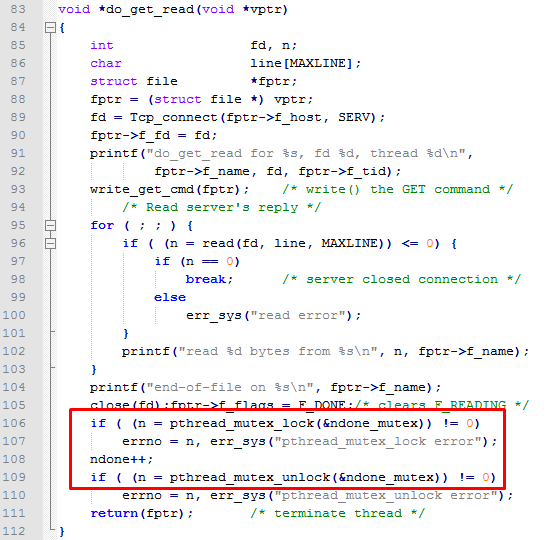 83 void *do_get_read(void *vptr)
84 {
85 int fd, n;
86 char line[MAXLINE];
87 struct file *fptr;
88 fptr = (struct file *) vptr;
89 fd = Tcp_connect(fptr->f_host, SERV);
90 fptr->f_fd = fd;
91 printf("do_get_read for %s, fd %d, thread %d\n",
92 fptr->f_name, fd, fptr->f_tid);
93 write_get_cmd(fptr); /* write() the GET command */
94 /* Read server's reply */
95 for ( ; ; ) {
96 if ( (n = read(fd, line, MAXLINE)) <= 0) {
97 if (n == 0)
98 break; /* server closed connection */
99 else
100 err_sys("read error");
101 }
102 printf("read %d bytes from %s\n", n, fptr->f_name);
103 }
104 printf("end-of-file on %s\n", fptr->f_name);
105 close(fd);fptr->f_flags = F_DONE;/* clears F_READING */
106 if ( (n = pthread_mutex_lock(&ndone_mutex)) != 0)
107 errno = n, err_sys("pthread_mutex_lock error");
108 ndone++;
109 if ( (n = pthread_mutex_unlock(&ndone_mutex)) != 0)
110 errno = n, err_sys("pthread_mutex_unlock error");
111 return(fptr); /* terminate thread */
112 }